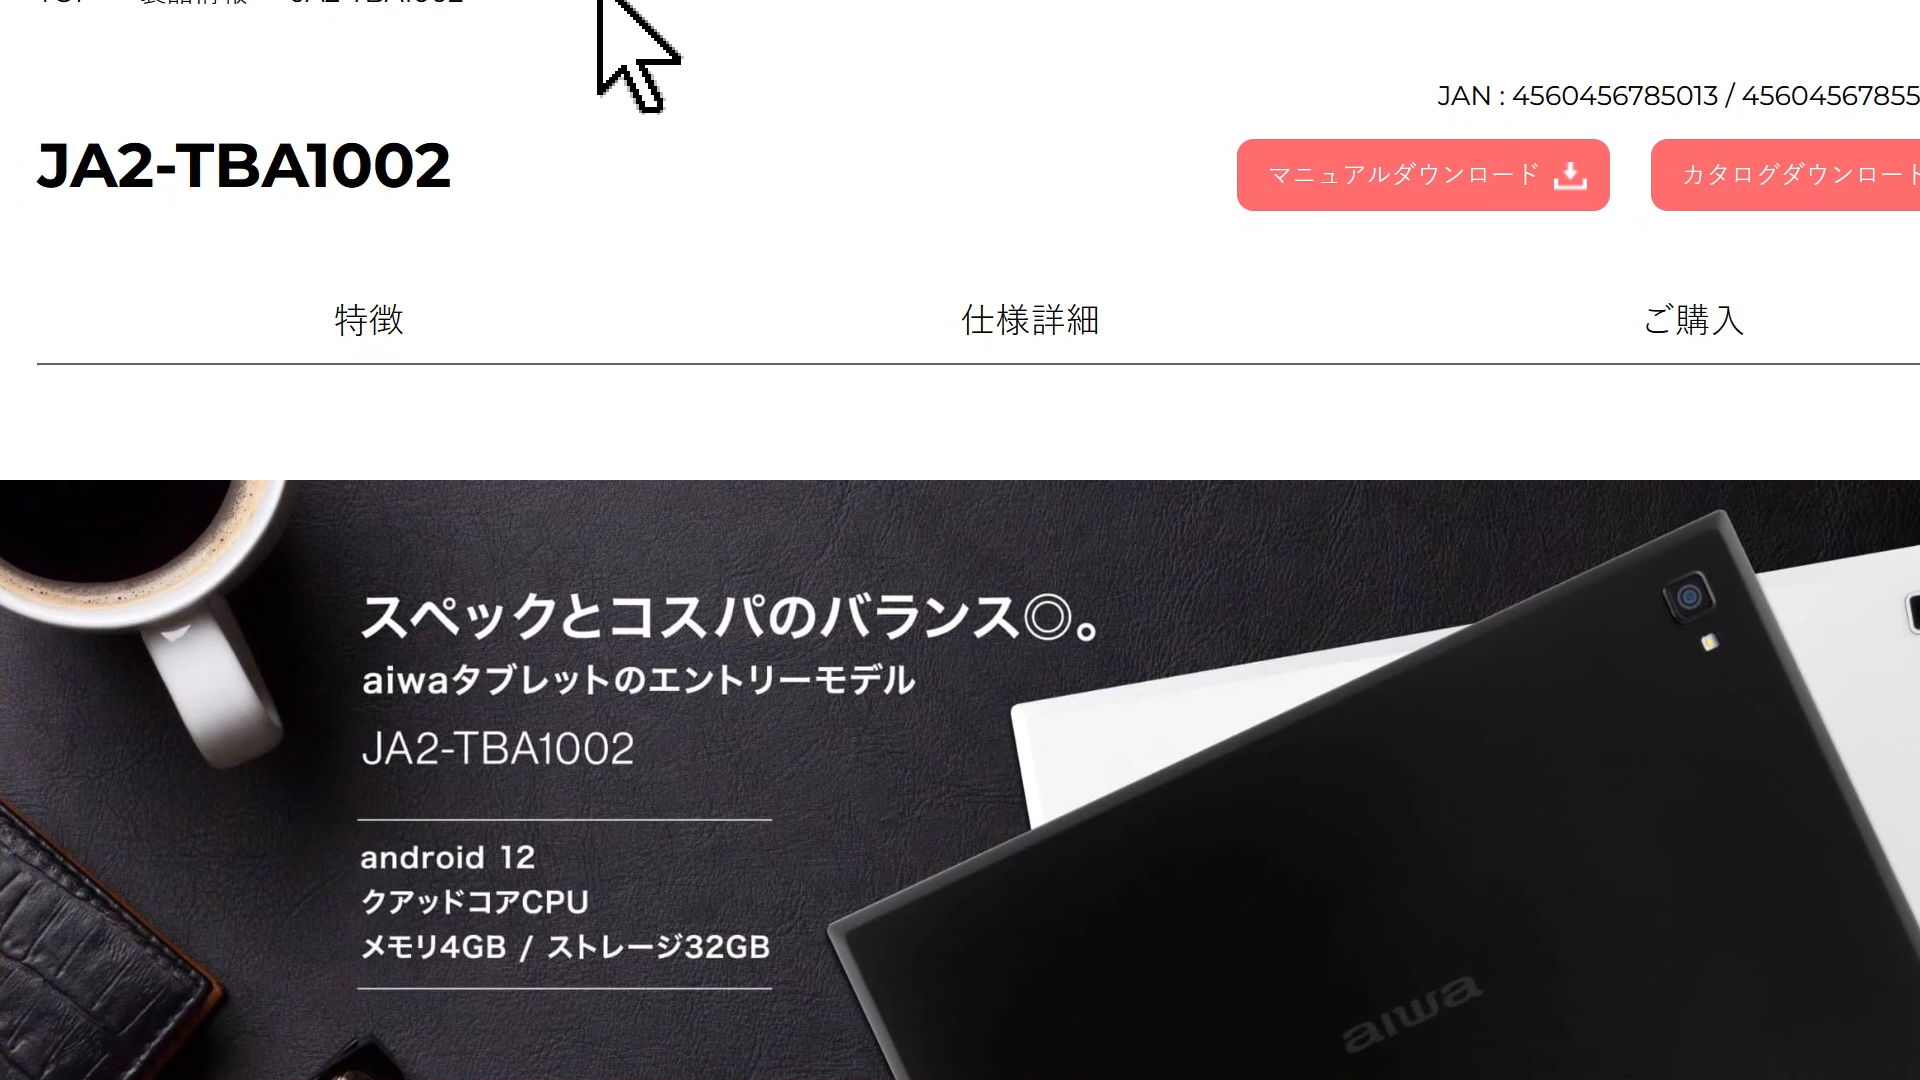 JAN : 4560456785013 / 45604567855
JA2-TBA1002
マニュアルダウンロード
カタログダウンロード
特徴
仕様詳細
ご購入
スペックとコスパのバランス◎。
aiwaタブレットのエントリーモデル
JA2-TBA1002
android 12
クアッドコアCPU
メモリ4GB / ストレージ32GB
aiwa